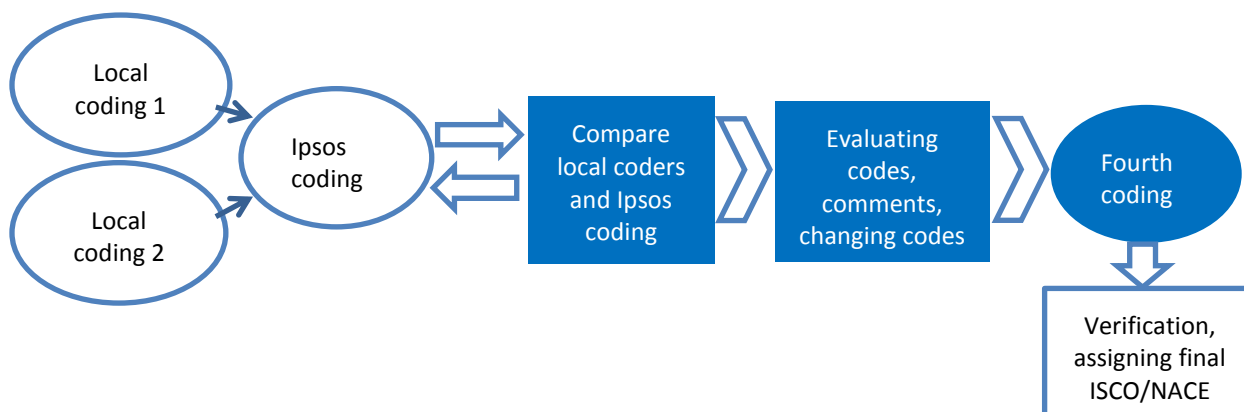 Local
coding 1
Local
coding 2
Ipsos
coding
Compare
local coders
and Ipsos
coding
Evaluating
codes,
comments,
changing codes
Fourth
coding
Verification,
assigning final
ISCO/NACE